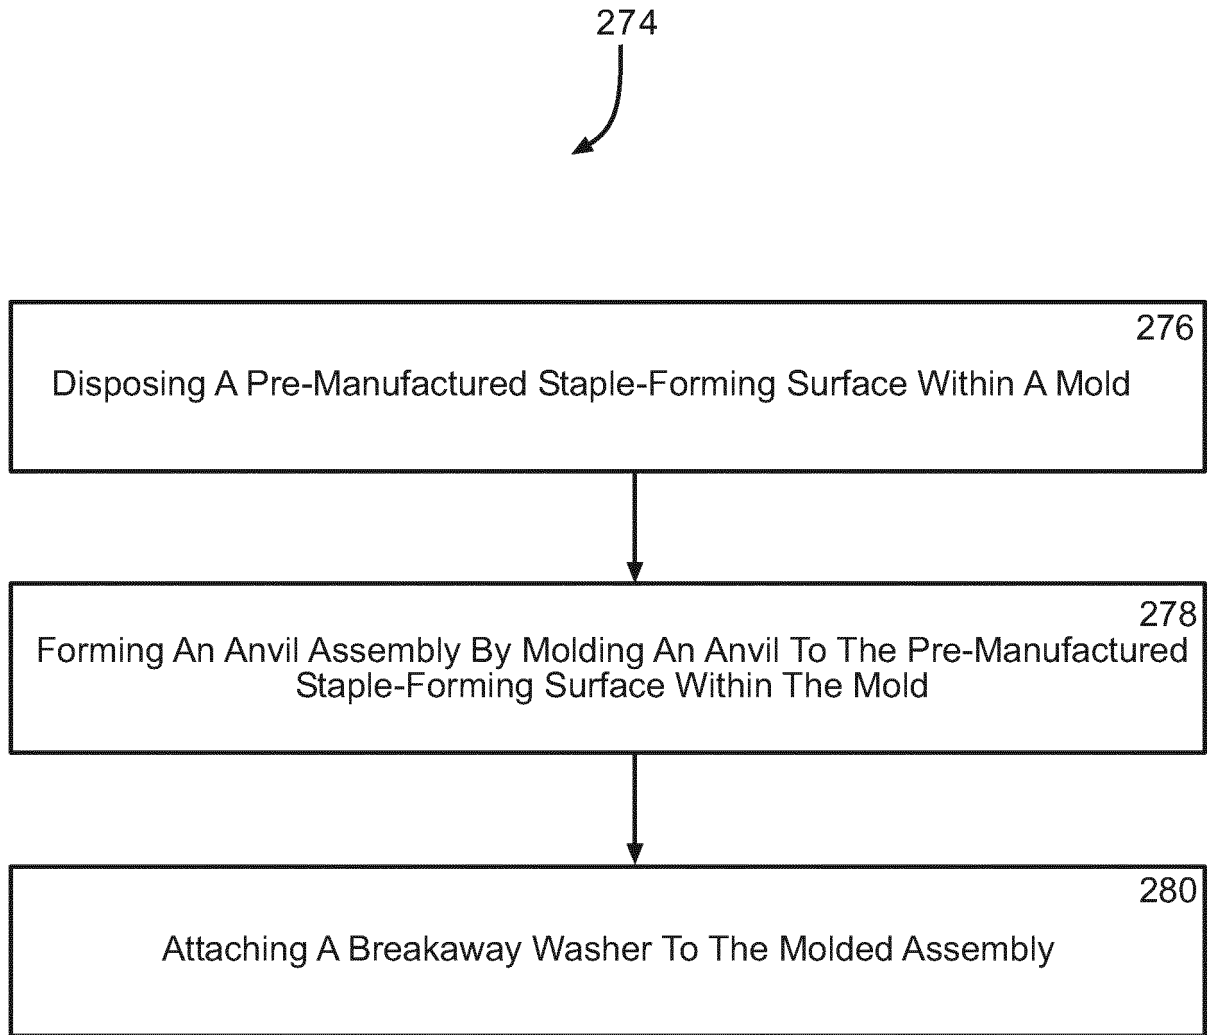 274
276
Disposing A Pre-Manufactured Staple-Forming Surface Within A Mold
278
Forming An Anvil Assembly By Molding An Anvil To The Pre-Manufactured
Staple-Forming Surface Within The Mold
280
Attaching A Breakaway Washer To The Molded Assembly